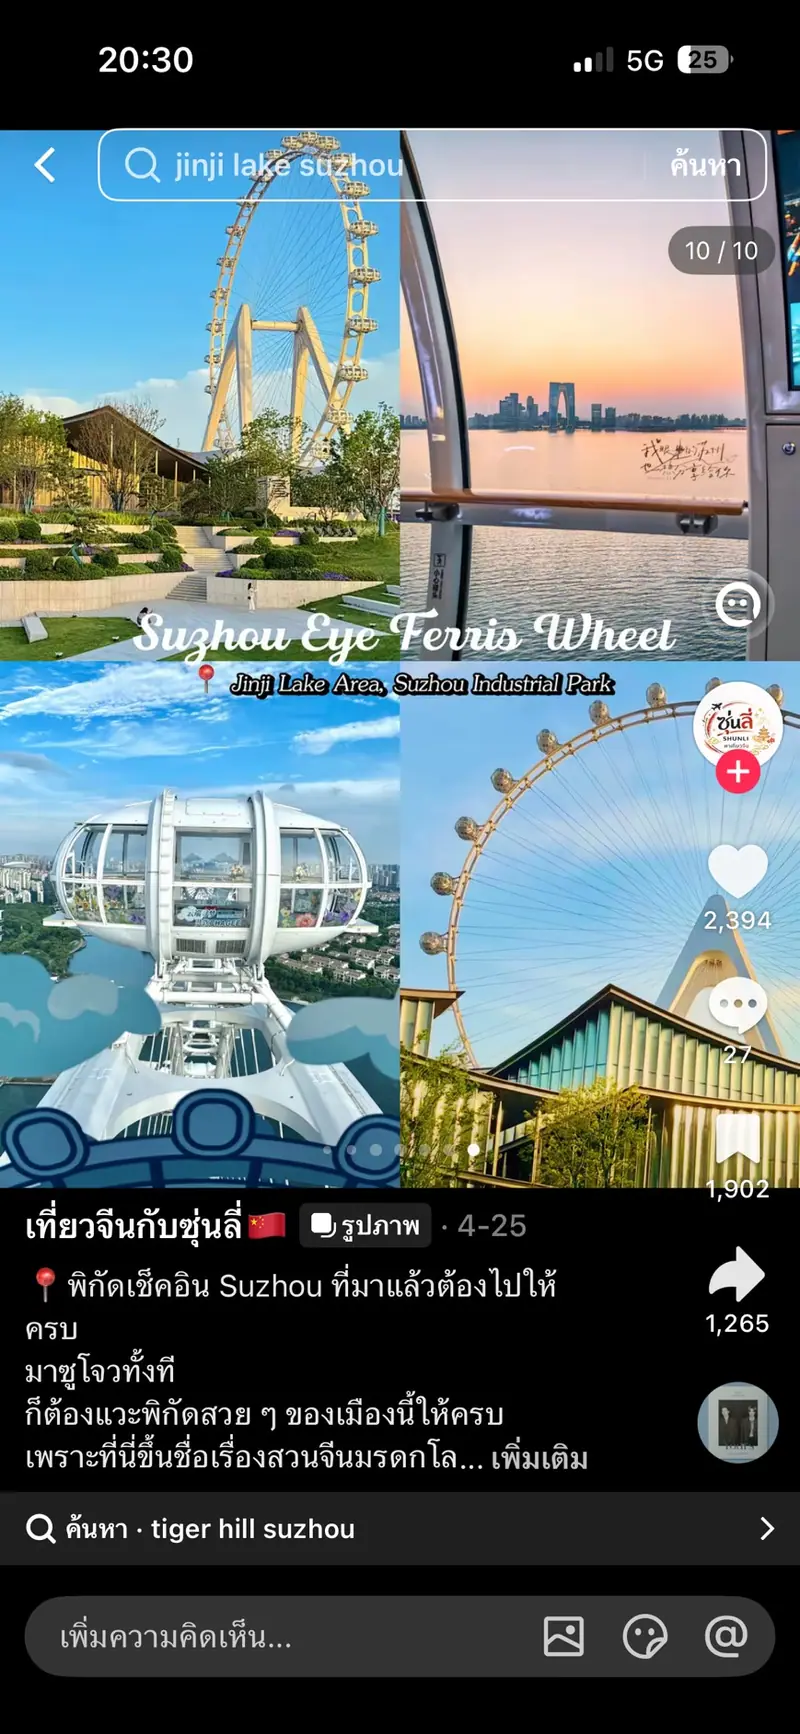 20:30
5G
25
jinji lake suzhou
ค้นหา
10 / 10
Suzhou Eye Ferris Wheel
Jinji Lake Area, Suzhou Industrial Park
ซุ่นลี่
SHUNLI
พาเที่ยวจีน
2,394
27
1,902
1,265
เที่ยวจีนกับซุ่นลี่🇨🇳
รูปภาพ
· 4-25
📍 พิกัดเช็คอิน Suzhou ที่มาแล้วต้องไปให้
ครบ
มาซูโจวทั้งที
ก็ต้องแวะพิกัดสวย ๆ ของเมืองนี้ให้ครบ
เพราะที่นี่ขึ้นชื่อเรื่องสวนจีนมรดกโล... เพิ่มเติม
ค้นหา · tiger hill suzhou
เพิ่มความคิดเห็น...